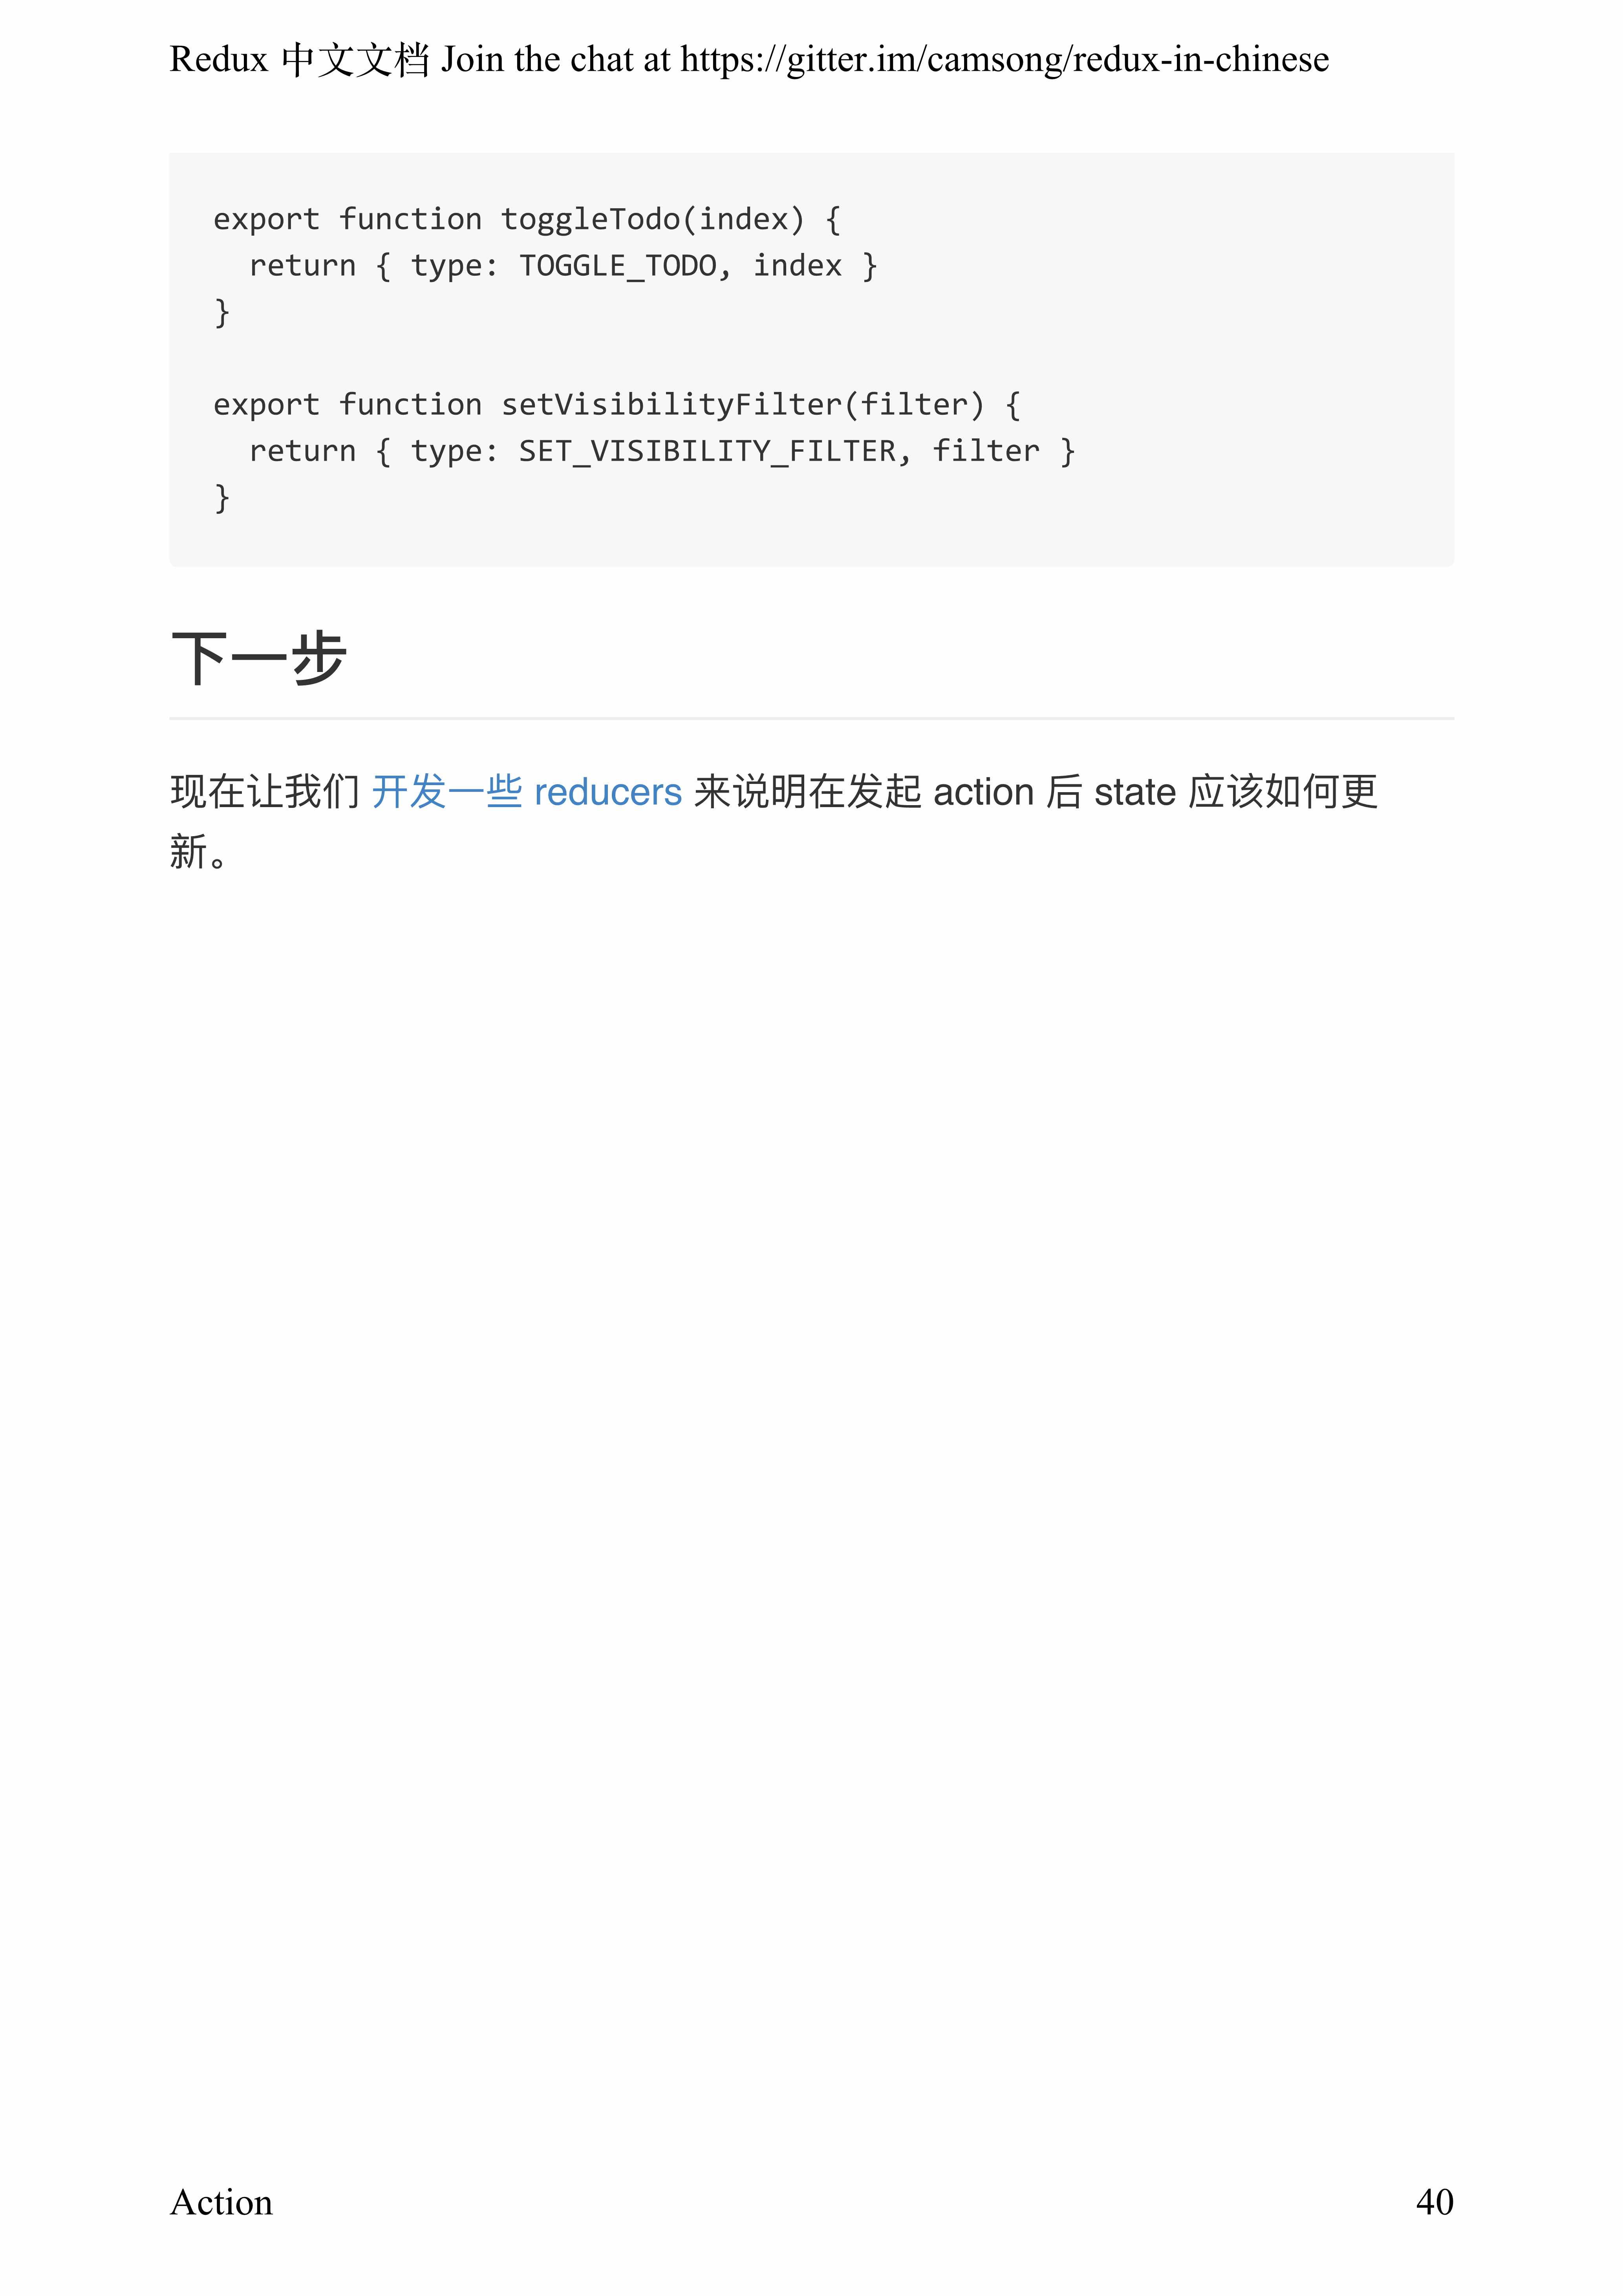 Redux 中文文档 Join the chat at https://gitter.im/camsong/redux-in-chinese
export function toggleTodo(index) {
  return { type: TOGGLE_TODO, index }
}
export function setVisibilityFilter(filter) {
  return { type: SET_VISIBILITY_FILTER, filter }
}
下一步
现在让我们 开发一些 reducers 来说明在发起 action 后 state 应该如何更
新。
Action 40